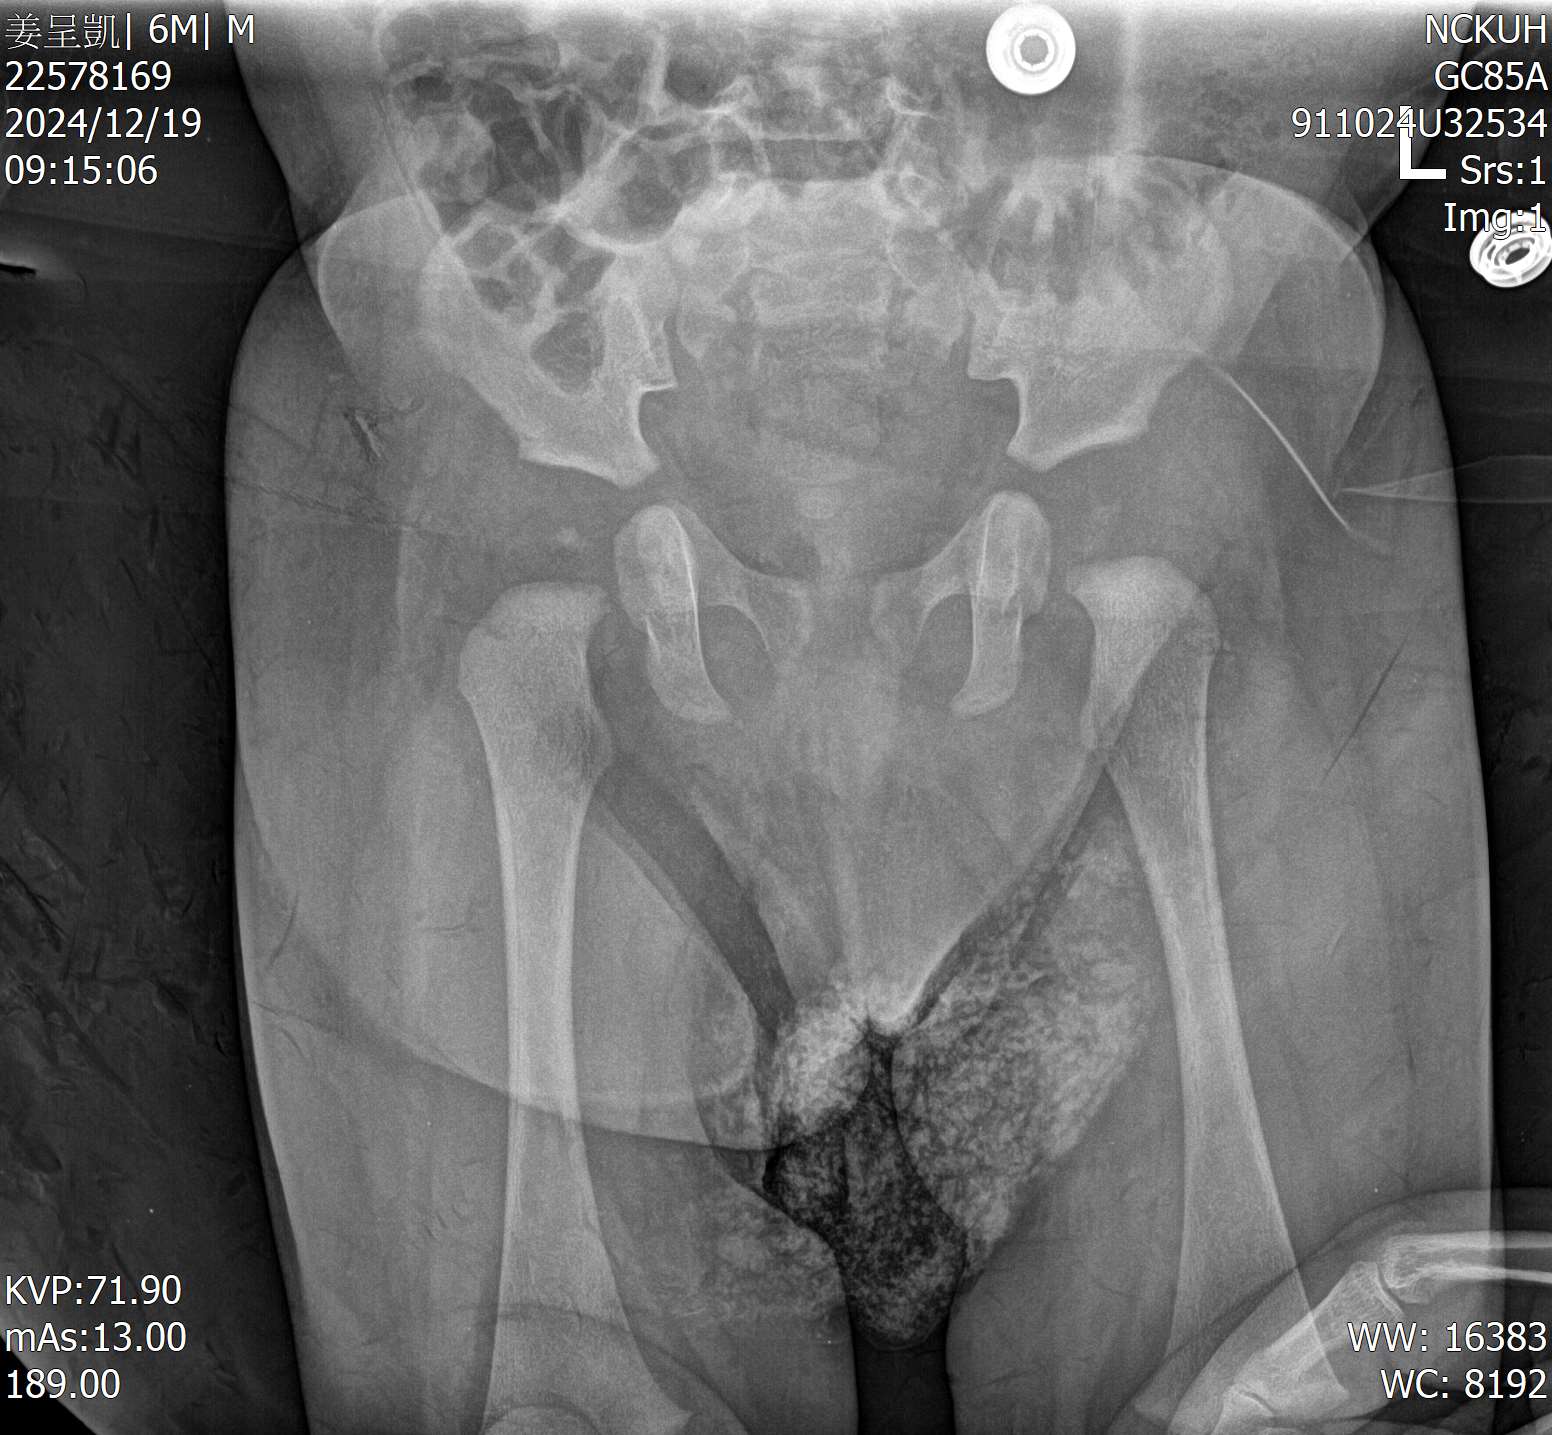 姜呈凱| 6M| M
22578169
2024/12/19
09:15:06
NCKUH
GC85A
911024U32534
Srs:1
Img:1
L
KVP:71.90
mAs:13.00
189.00
WW: 16383
WC: 8192